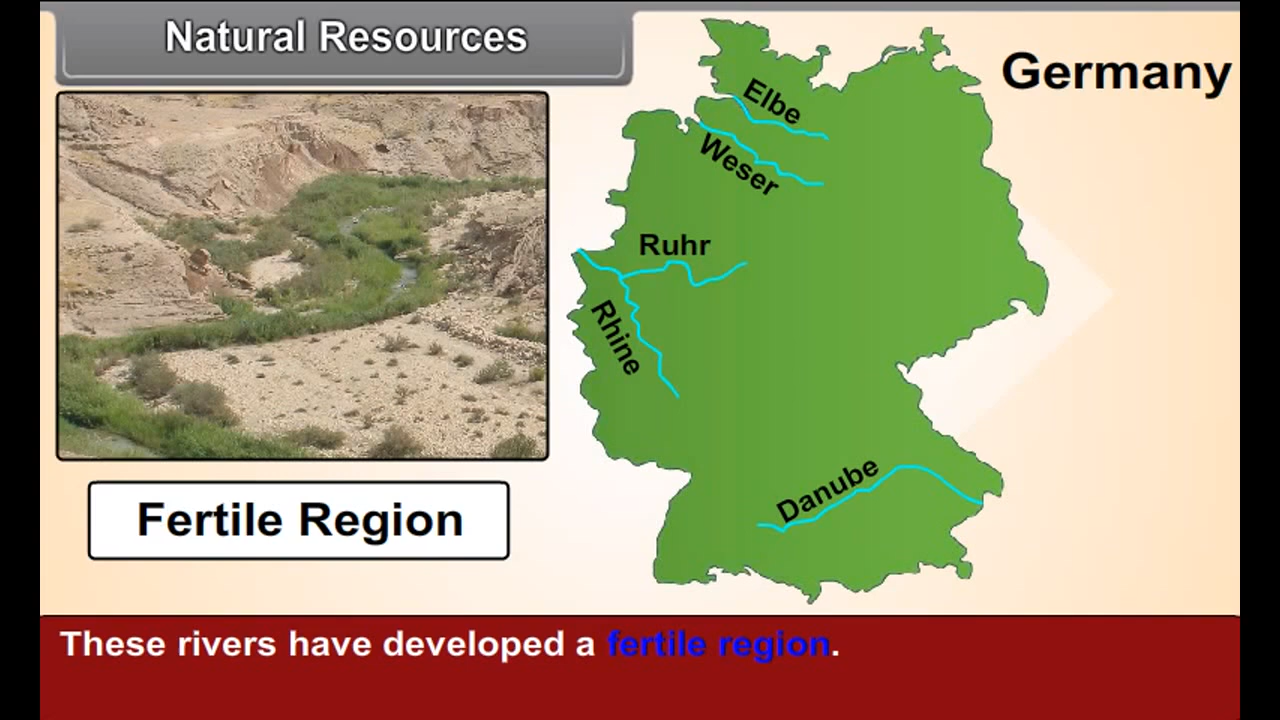 Natural Resources
Germany
Elbe
Weser
Ruhr
Rhine
Danube
Fertile Region
These rivers have developed a fertile region.